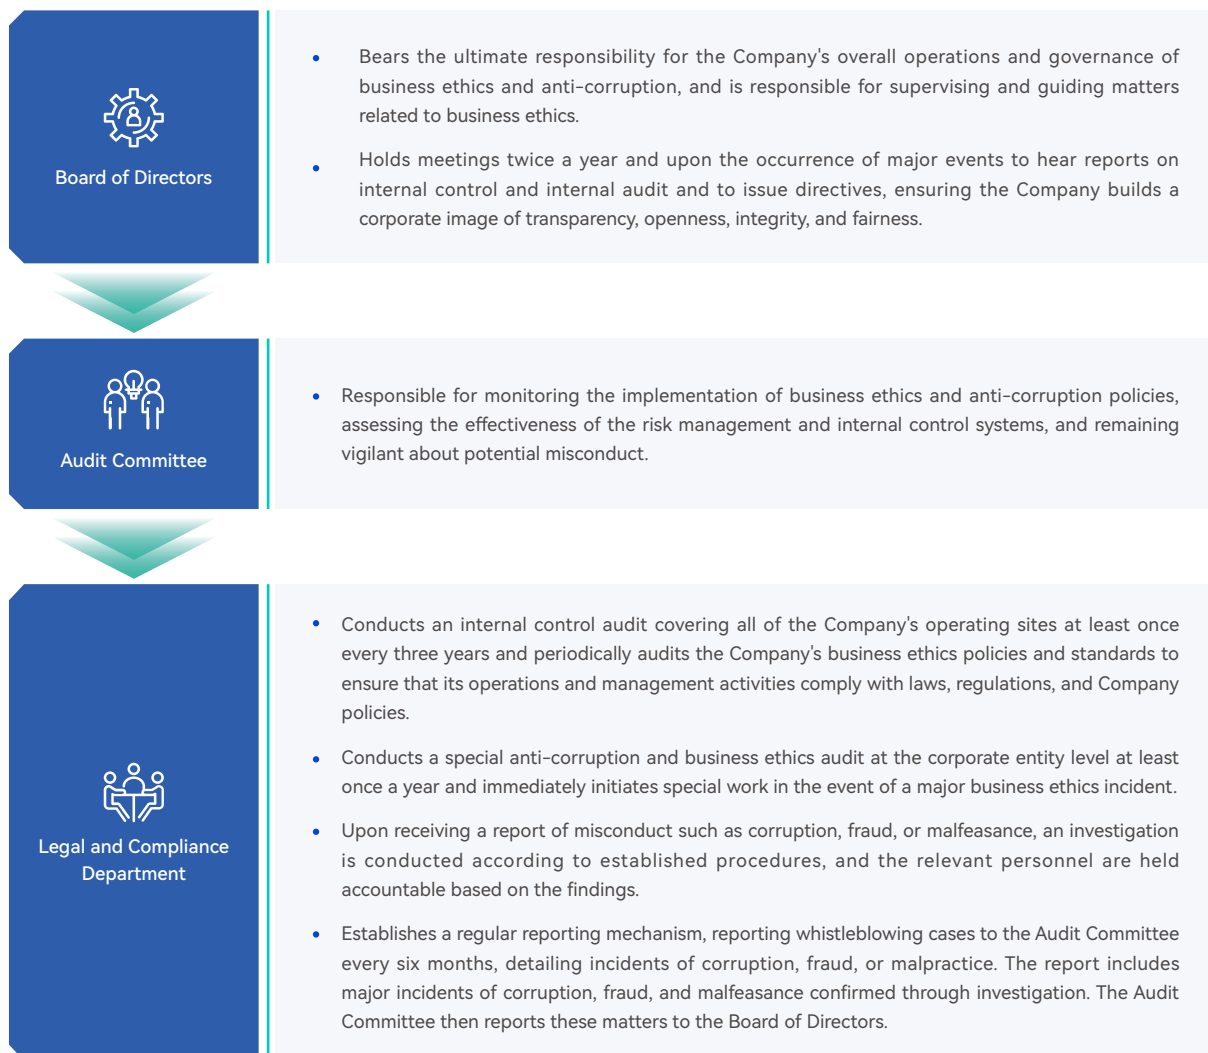 Board of Directors
Bears the ultimate responsibility for the Company's overall operations and governance of
business ethics and anti-corruption, and is responsible for supervising and guiding matters
related to business ethics.
Holds meetings twice a year and upon the occurrence of major events to hear reports on
internal control and internal audit and to issue directives, ensuring the Company builds a
corporate image of transparency, openness, integrity, and fairness.
Audit Committee
Responsible for monitoring the implementation of business ethics and anti-corruption policies,
assessing the effectiveness of the risk management and internal control systems, and remaining
vigilant about potential misconduct.
Legal and Compliance
Department
Conducts an internal control audit covering all of the Company's operating sites at least once
every three years and periodically audits the Company's business ethics policies and standards to
ensure that its operations and management activities comply with laws, regulations, and Company
policies.
Conducts a special anti-corruption and business ethics audit at the corporate entity level at least
once a year and immediately initiates special work in the event of a major business ethics incident.
Upon receiving a report of misconduct such as corruption, fraud, or malfeasance, an investigation
is conducted according to established procedures, and the relevant personnel are held
accountable based on the findings.
Establishes a regular reporting mechanism, reporting whistleblowing cases to the Audit Committee
every six months, detailing incidents of corruption, fraud, or malpractice. The report includes
major incidents of corruption, fraud, and malfeasance confirmed through investigation. The Audit
Committee then reports these matters to the Board of Directors.